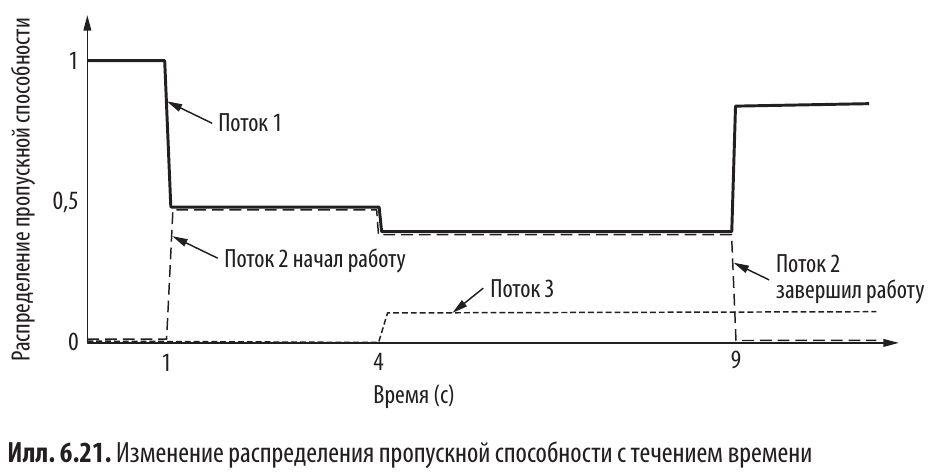 Распределение пропускной способности
1
0,5
0
Поток 1
Поток 2 начал работу
Поток 3
Поток 2
завершил работу
1
4
9
Время (с)
Илл. 6.21. Изменение распределения пропускной способности с течением времени